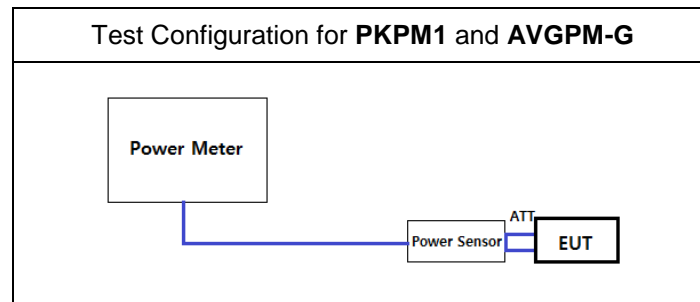 Test Configuration for PKPM1 and AVGPM-G
Power Meter
ATT
Power Sensor
EUT